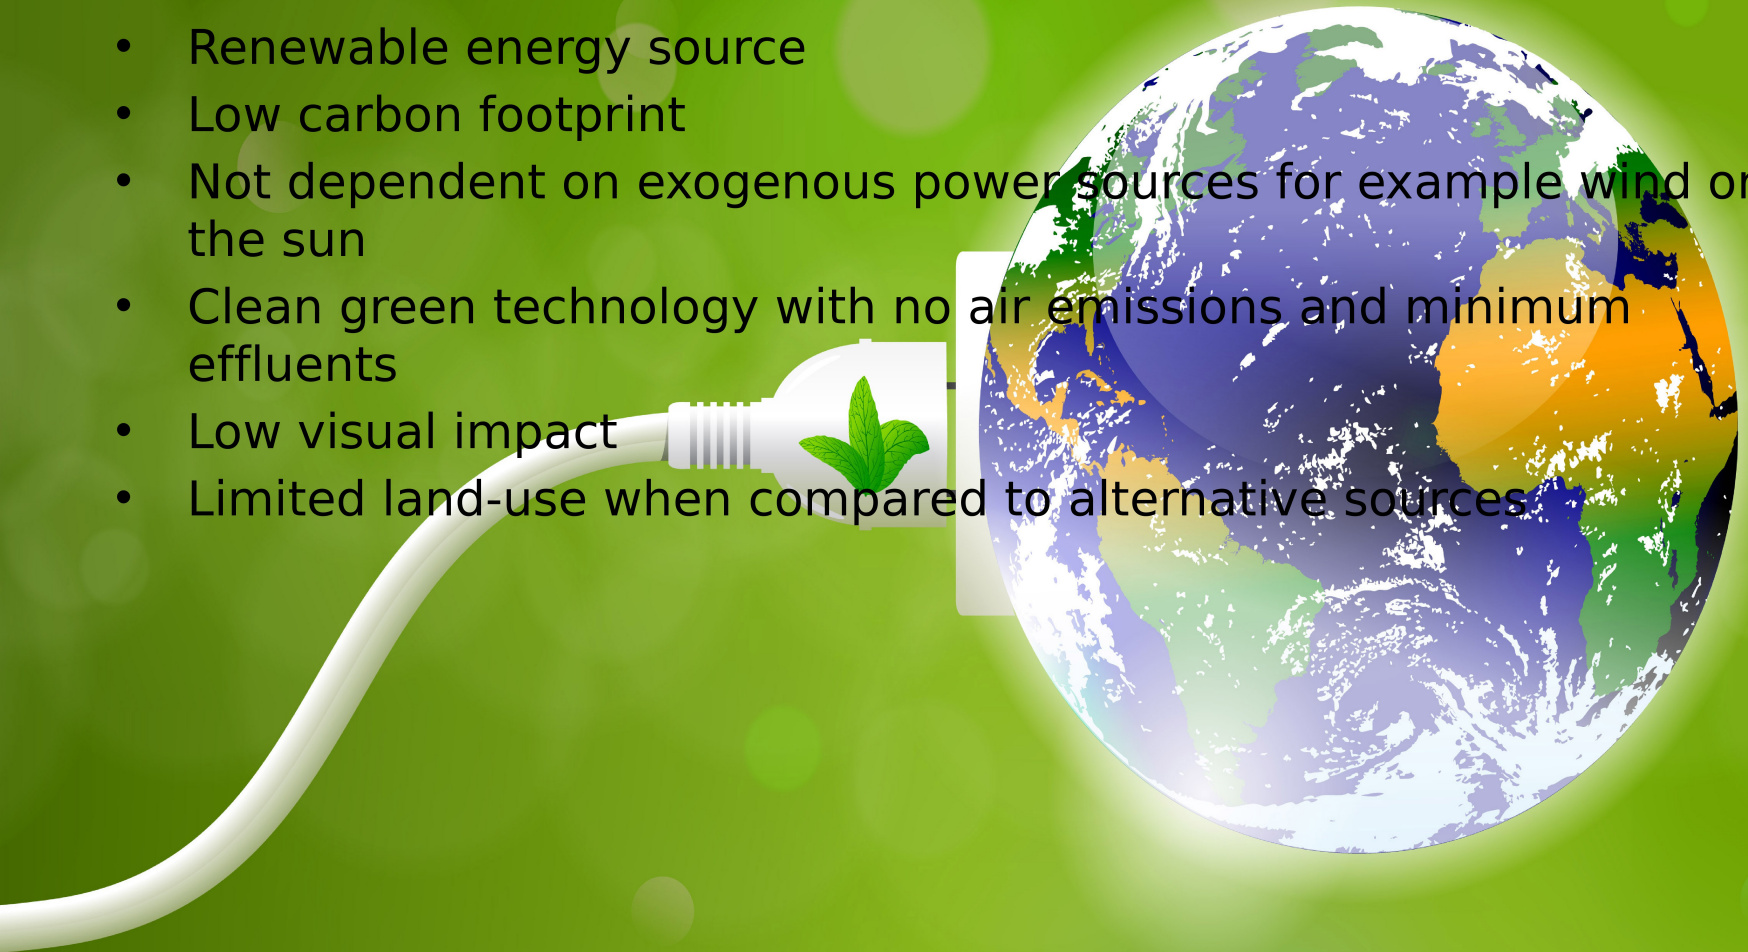 • Renewable energy source
• Low carbon footprint
• Not dependent on exogenous power sources for example wind or
the sun
• Clean green technology with no air emissions and minimum
effluents
• Low visual impact
• Limited land-use when compared to alternative sources